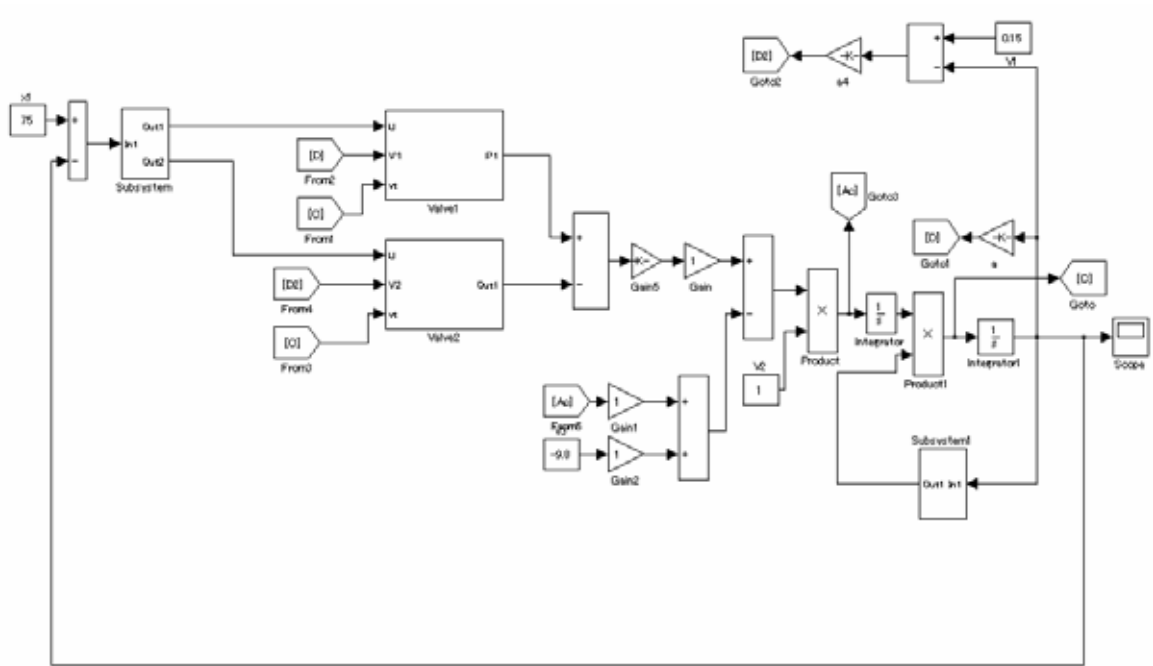 x1
75
+
−
In1
Out1
Out2
Subsystem
[D]
From2
[O]
From1
U
V1
vt
P1
Valve1
[D2]
From4
[O]
From3
U
V2
vt
Out1
Valve2
+
−
-K-
Gain5
1
Gain
+
−
[Ac]
From5
1
Gain1
-9.8
1
Gain2
+
+
V2
1
×
Product
[Ac]
Goto3
1
s
Integrator
×
Product1
1
s
Integrator1
[D2]
Goto2
-K-
s4
+
−
0.15
V1
[D]
Goto1
-K-
s
[O]
Goto
Scope
Subsystem1
Out1 In1